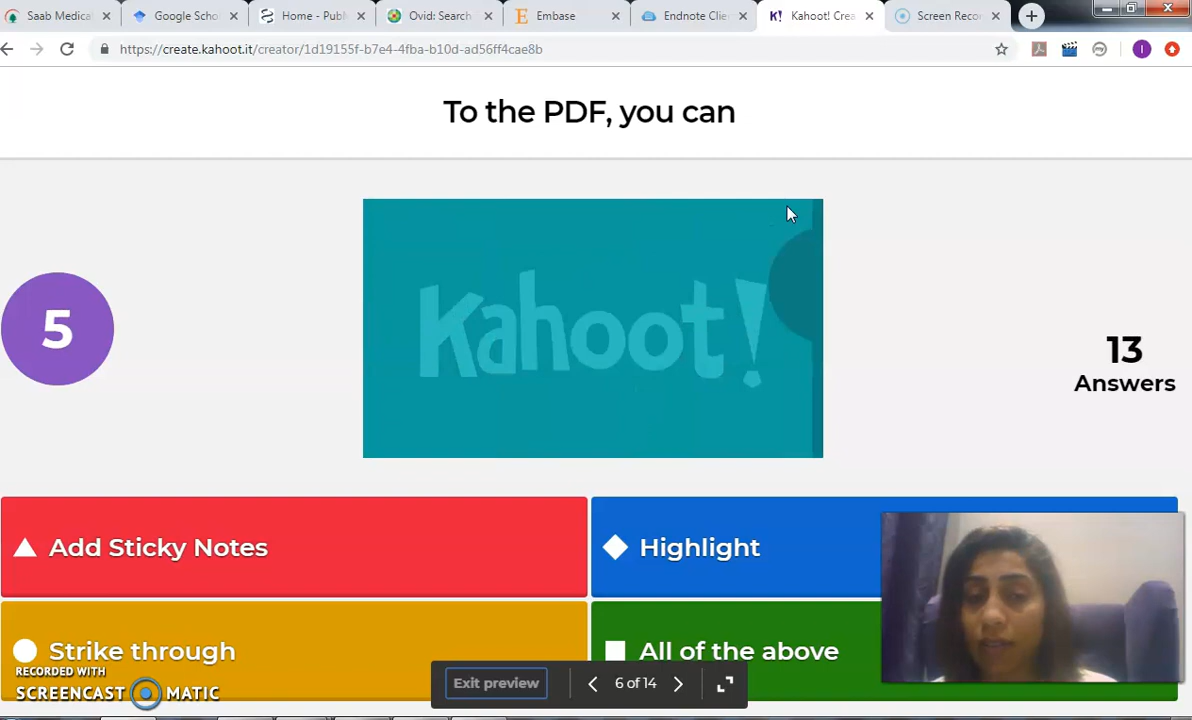 Saab Medica
Google Scho
Home - Publ
Ovid: Search
Embase
Endnote Clie
Kahoot! Crea
Screen Reco
https://create.kahoot.it/creator/1d19155f-b7e4-4fba-b10d-ad56ff4cae8b
To the PDF, you can
Kahoot!
5
13
Answers
Add Sticky Notes
Highlight
Strike through
All of the above
RECORDED WITH
SCREENCAST MATIC
Exit preview
6 of 14